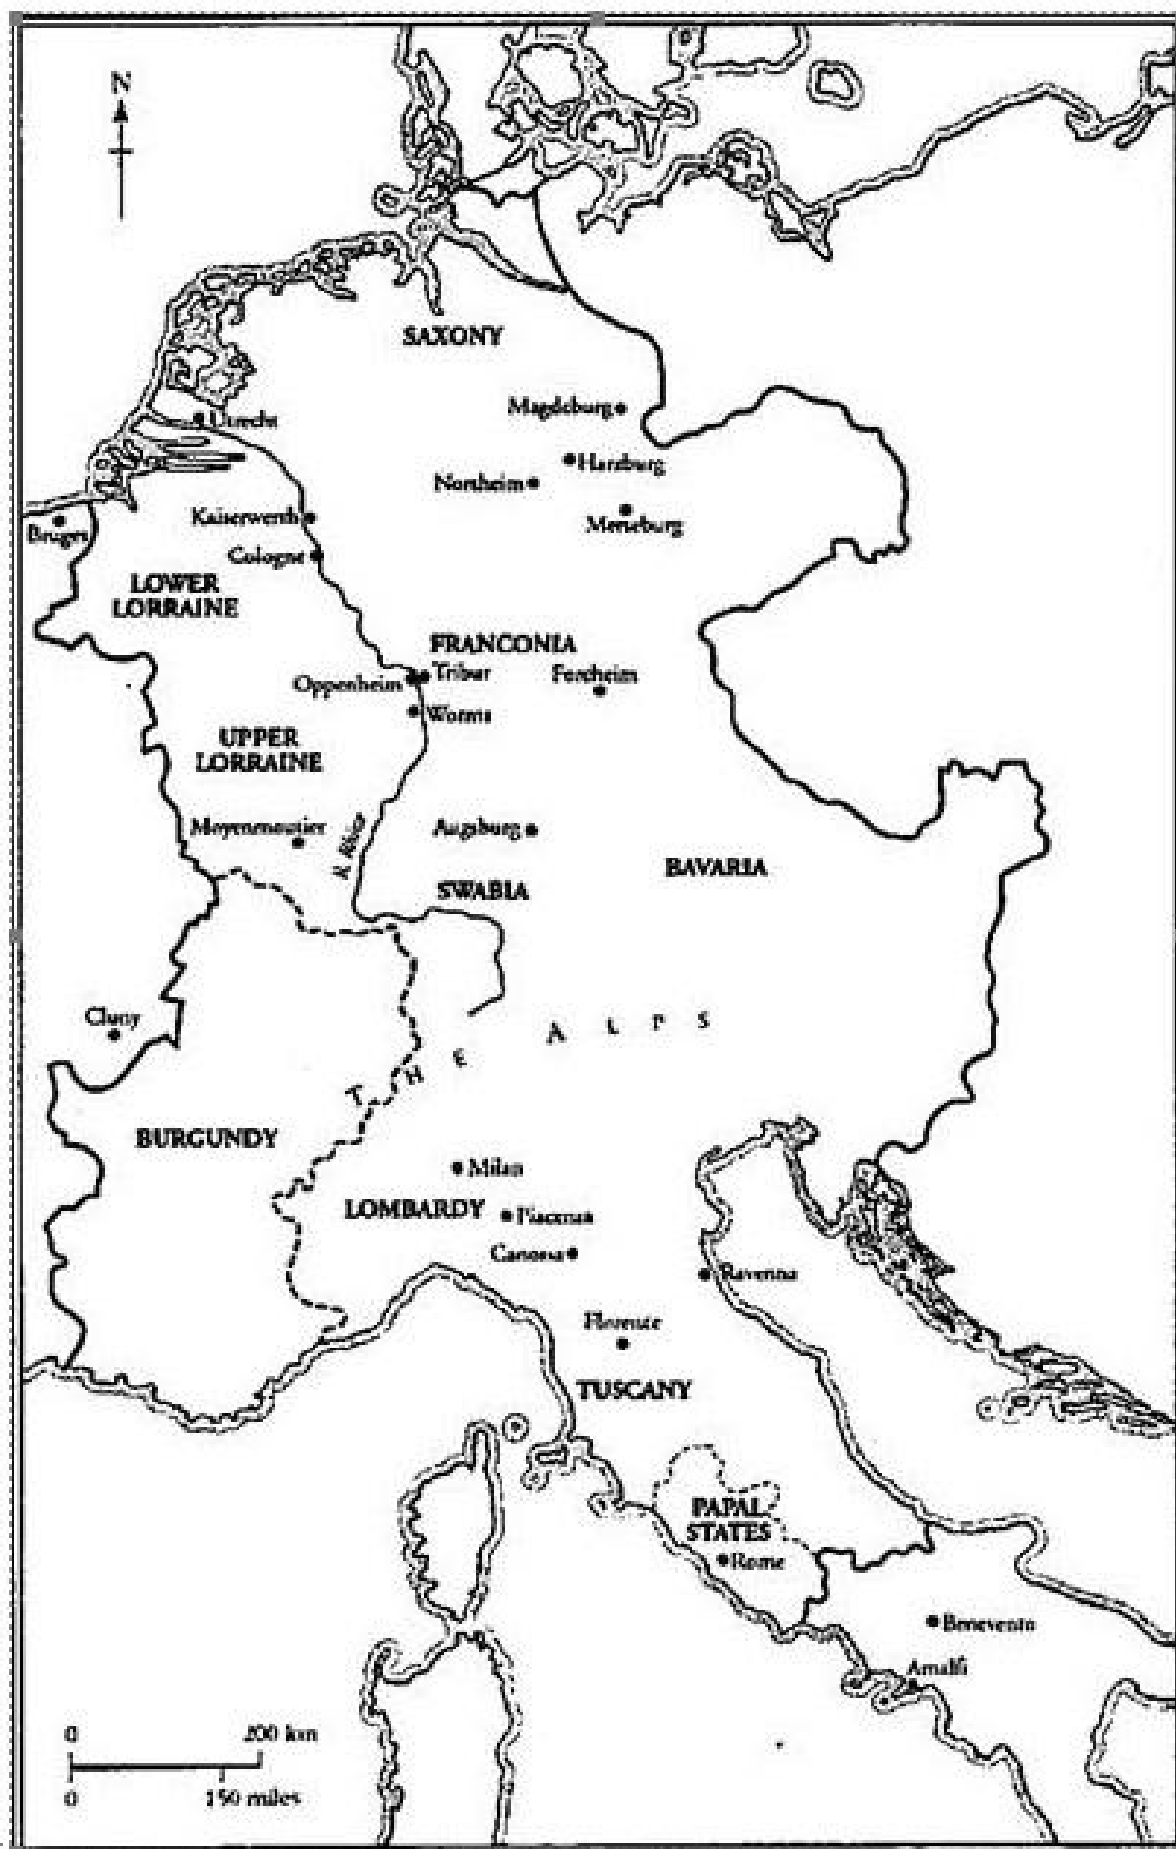 N
SAXONY
Magdeburg
Utrecht
Harzburg
Northeim
Kaiserwerth
Merseburg
Bruges
Cologne
LOWER
LORRAINE
FRANCONIA
Tribur
Forcheim
Oppenheim
Worms
UPPER
LORRAINE
Moyenmoutier
Augsburg
R. Rhine
BAVARIA
SWABIA
Cluny
THE ALPS
BURGUNDY
Milan
LOMBARDY
Piacenza
Canossa
Ravenna
Florence
TUSCANY
PAPAL
STATES
Rome
Benevento
Amalfi
0 200 km
0 150 miles